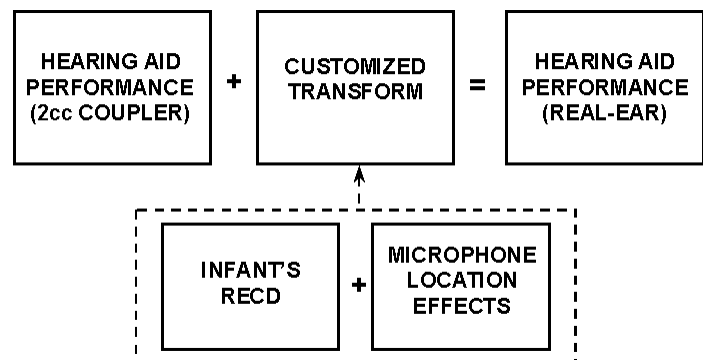 HEARING AID
PERFORMANCE
(2cc COUPLER)
+
CUSTOMIZED
TRANSFORM
=
HEARING AID
PERFORMANCE
(REAL-EAR)
INFANT'S
RECD
+
MICROPHONE
LOCATION
EFFECTS